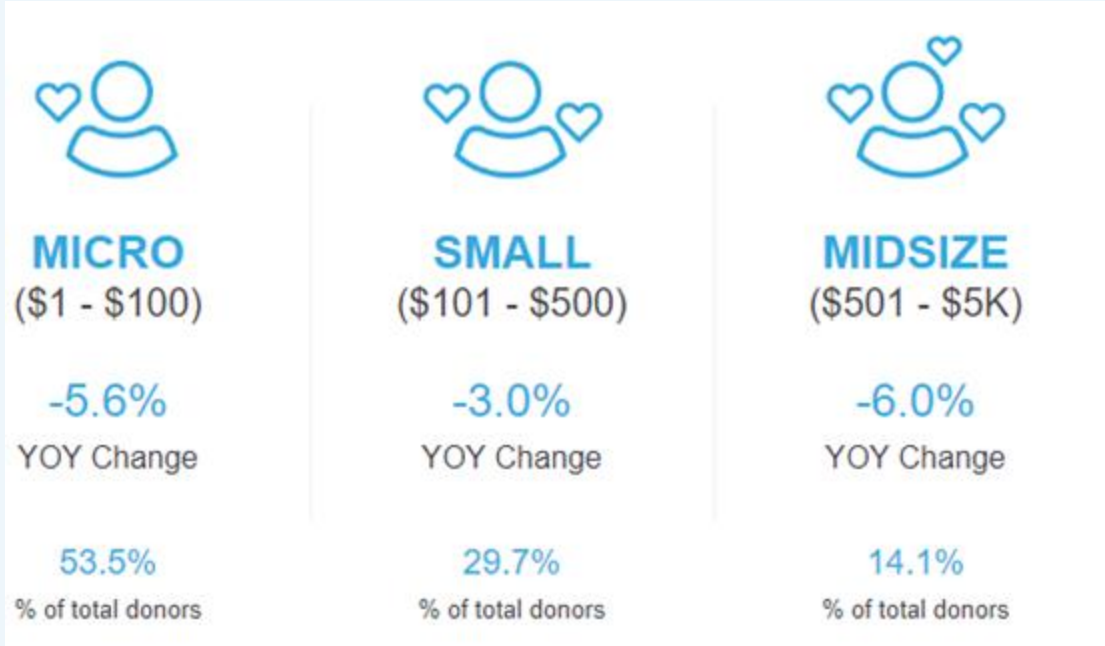 MICRO
($1 - $100)
-5.6%
YOY Change
53.5%
% of total donors
SMALL
($101 - $500)
-3.0%
YOY Change
29.7%
% of total donors
MIDSIZE
($501 - $5K)
-6.0%
YOY Change
14.1%
% of total donors